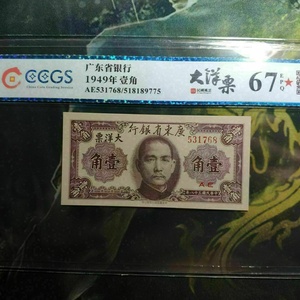 CCGS
广东省银行
1949年 壹角
AE531768/518189775
大洋票
67 EPQ ★
行銀省東廣
票洋大
531768
角 壹
角壹